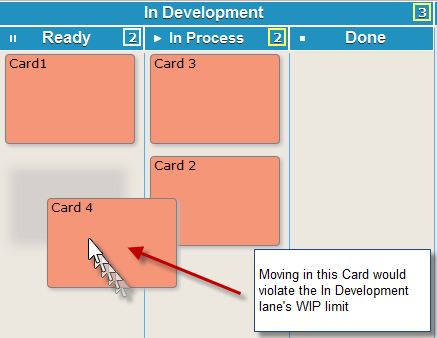 In Development 3
Ready 2 In Process 2 Done
Card1 Card 3
Card 2
Card 4
Moving in this Card would
violate the In Development
lane's WIP limit